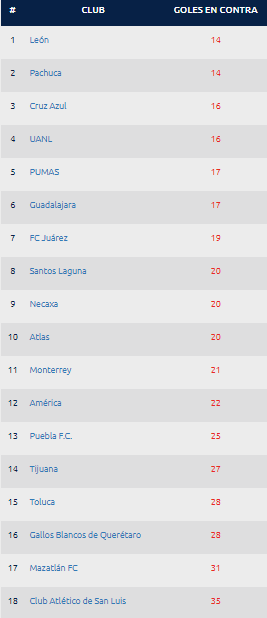 # CLUB GOLES EN CONTRA
1 León 14
2 Pachuca 14
3 Cruz Azul 16
4 UANL 16
5 PUMAS 17
6 Guadalajara 17
7 FC Juárez 19
8 Santos Laguna 20
9 Necaxa 20
10 Atlas 20
11 Monterrey 21
12 América 22
13 Puebla F.C. 25
14 Tijuana 27
15 Toluca 28
16 Gallos Blancos de Querétaro 28
17 Mazatlán FC 31
18 Club Atlético de San Luis 35